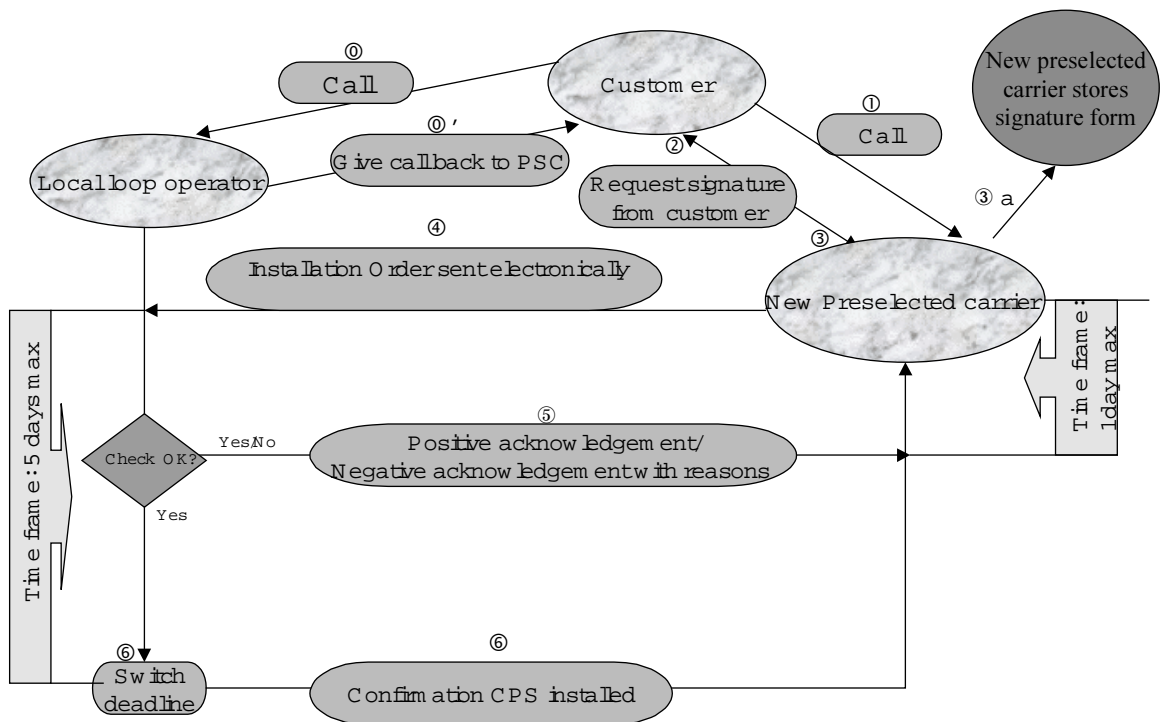 ⓪
Call
Customer
New preselected
carrier stores
signature form
①
Call
⓪ '
Give callback to PSC
②
Local loop operator
Request signature
from customer
③ a
③
④
Installation Order sent electronically
New Preselected carrier
Time frame: 5 days max
Time frame:
1 day max
⑤
Yes/No
Positive acknowledgement/
Negative acknowledgement with reasons
Check OK?
Yes
⑥
Switch
deadline
⑥
Confirmation CPS installed